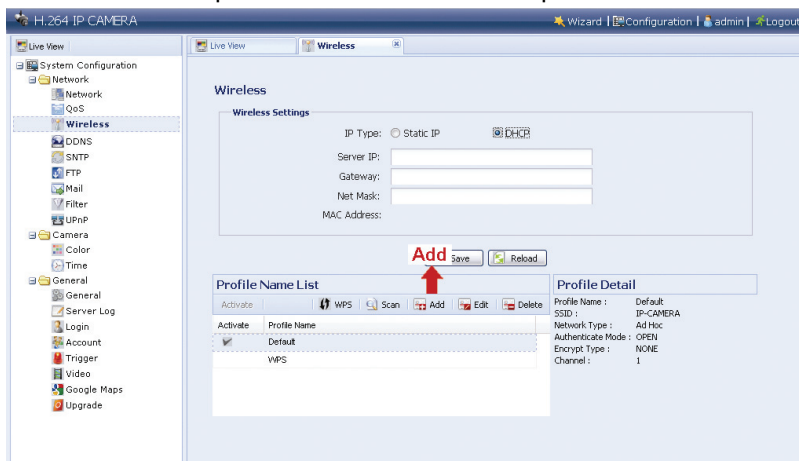 H.264 IP CAMERA
Wizard | Configuration | admin | Logout
Live View
System Configuration
Network
Network
QoS
Wireless
DDNS
SNTP
FTP
Mail
Filter
UPnP
Camera
Color
Time
General
General
Server Log
Login
Account
Trigger
Video
Google Maps
Upgrade
Live View
Wireless
Wireless
Wireless Settings
IP Type: Static IP DHCP
Server IP:
Gateway:
Net Mask:
MAC Address:
Add
Save Reload
Profile Name List
Activate WPS Scan Add Edit Delete
Activate Profile Name
Default
WPS
Profile Detail
Profile Name : Default
SSID : IP-CAMERA
Network Type : Ad Hoc
Authenticate Mode : OPEN
Encrypt Type : NONE
Channel : 1